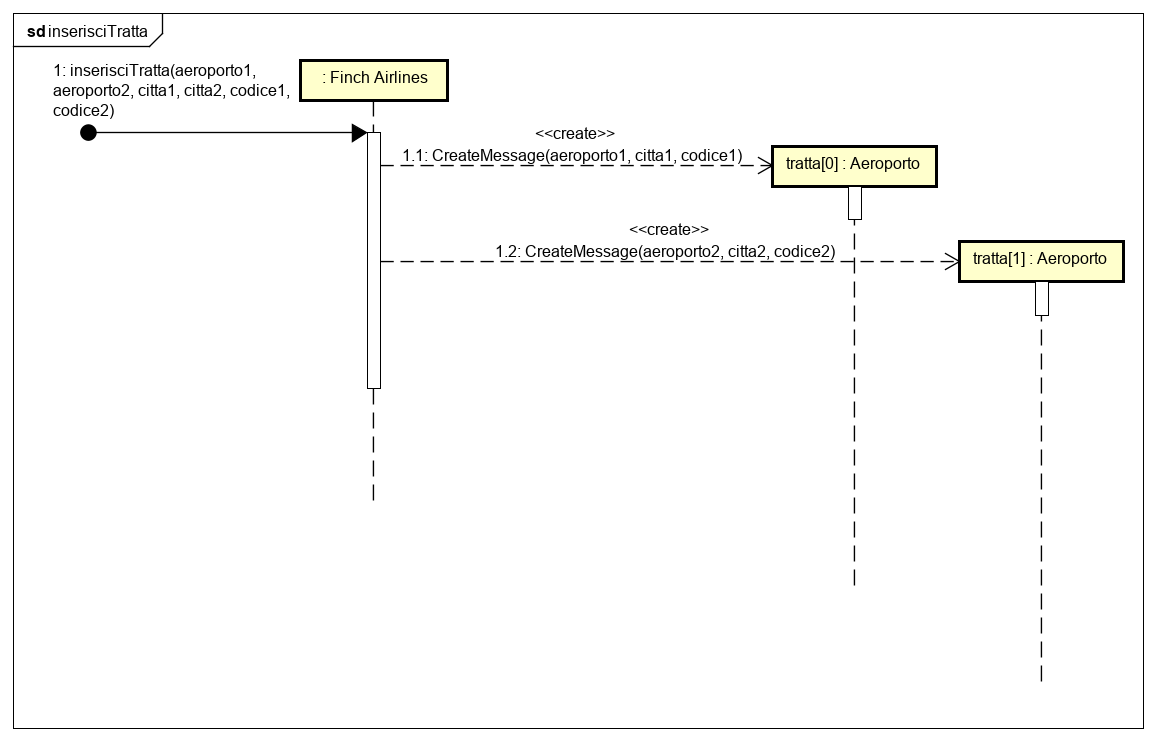 sd inserisciTratta
1: inserisciTratta(aeroporto1,
aeroporto2, citta1, citta2, codice1,
codice2)
: Finch Airlines
<<create>>
1.1: CreateMessage(aeroporto1, citta1, codice1)
tratta[0] : Aeroporto
<<create>>
1.2: CreateMessage(aeroporto2, citta2, codice2)
tratta[1] : Aeroporto